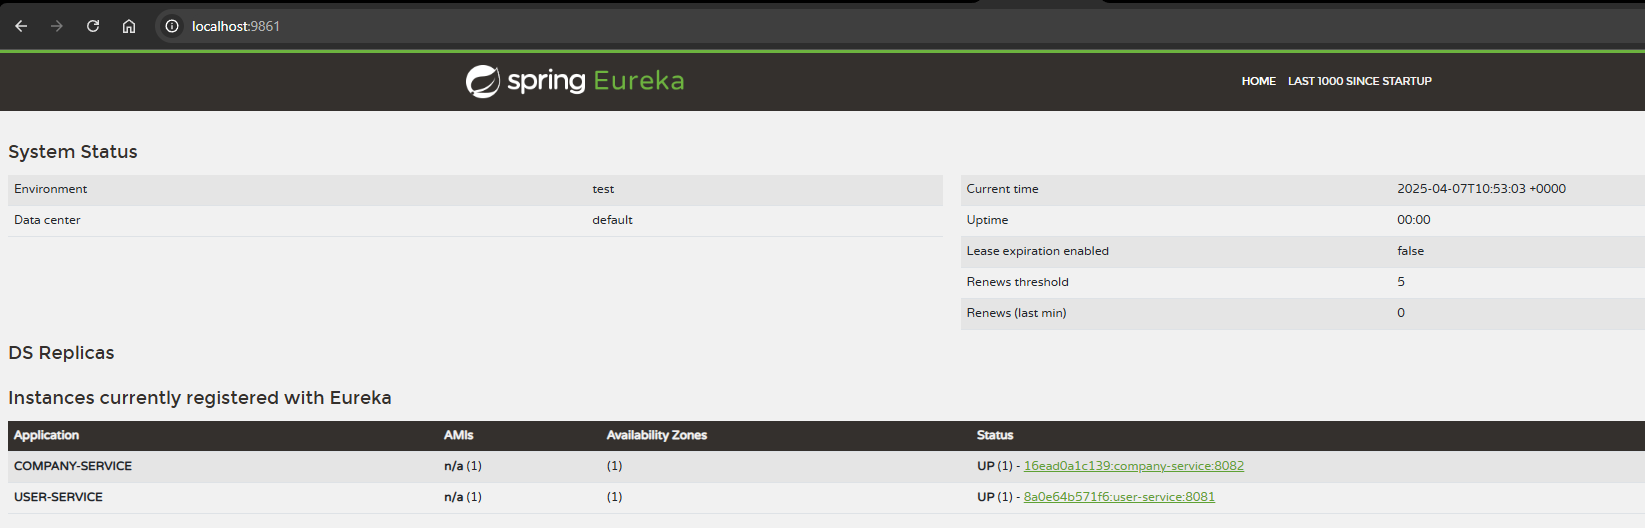 localhost:9861
spring Eureka
HOME LAST 1000 SINCE STARTUP
System Status
Environment test
Data center default
Current time 2025-04-07T10:53:03 +0000
Uptime 00:00
Lease expiration enabled false
Renews threshold 5
Renews (last min) 0
DS Replicas
Instances currently registered with Eureka
Application AMIs Availability Zones Status
COMPANY-SERVICE n/a (1) (1) UP (1) - 16ead0a1c139:company-service:8082
USER-SERVICE n/a (1) (1) UP (1) - 8a0e64b571f6:user-service:8081